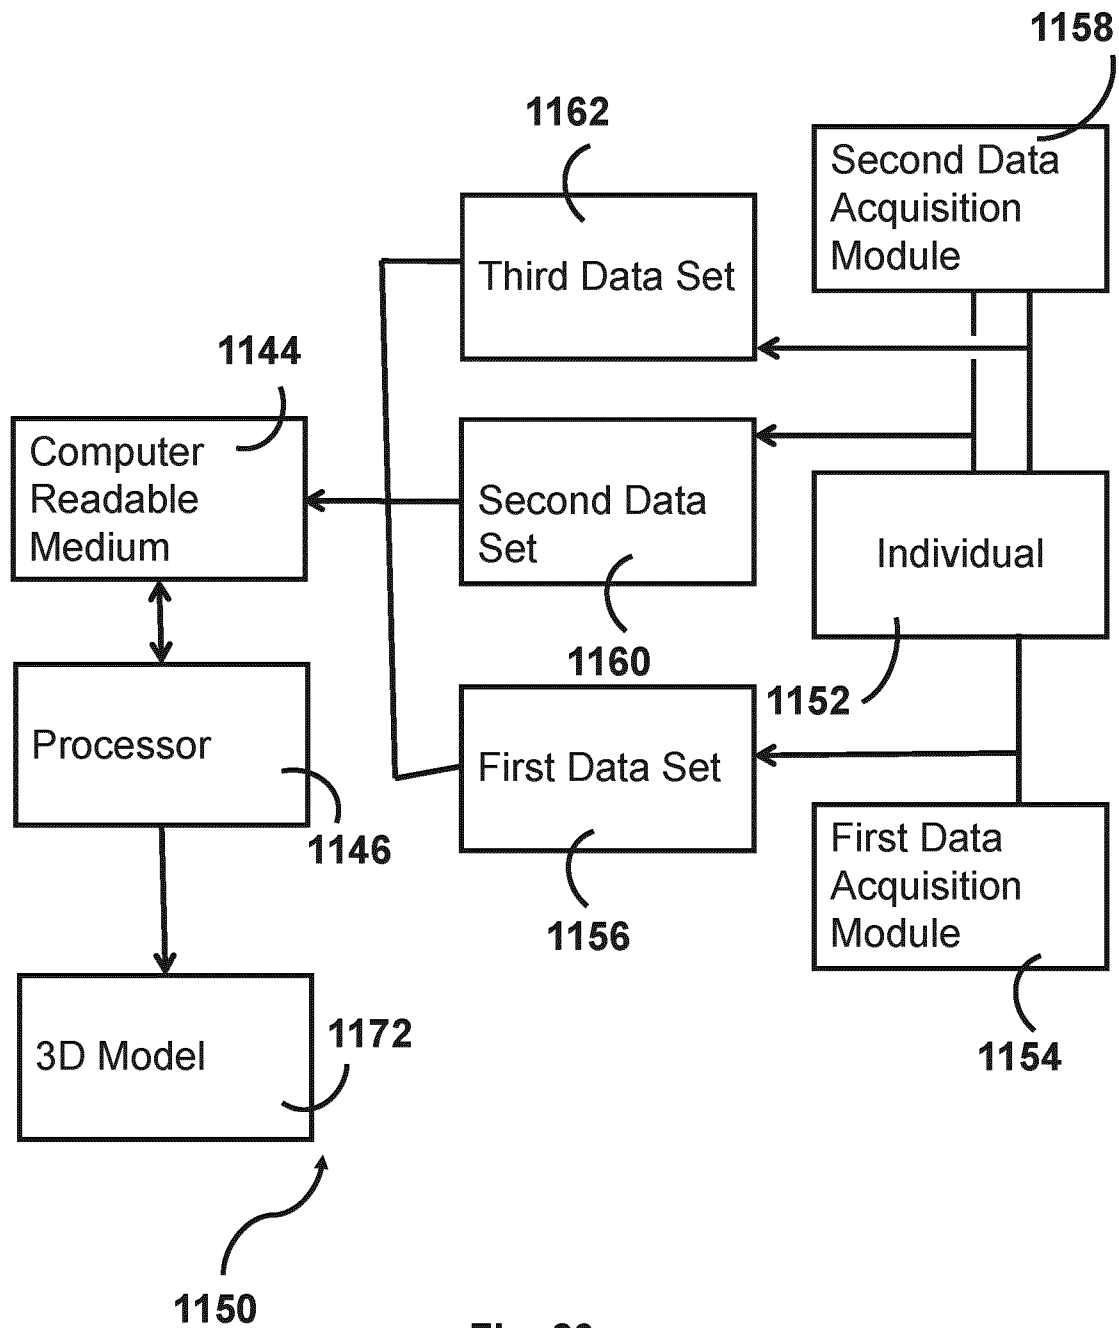 1158
1162
Second Data
Acquisition
Module
Third Data Set
1144
Computer
Readable
Medium
Second Data
Set
Individual
1160
1152
Processor
First Data Set
1146
First Data
Acquisition
Module
1156
3D Model
1172
1154
1150